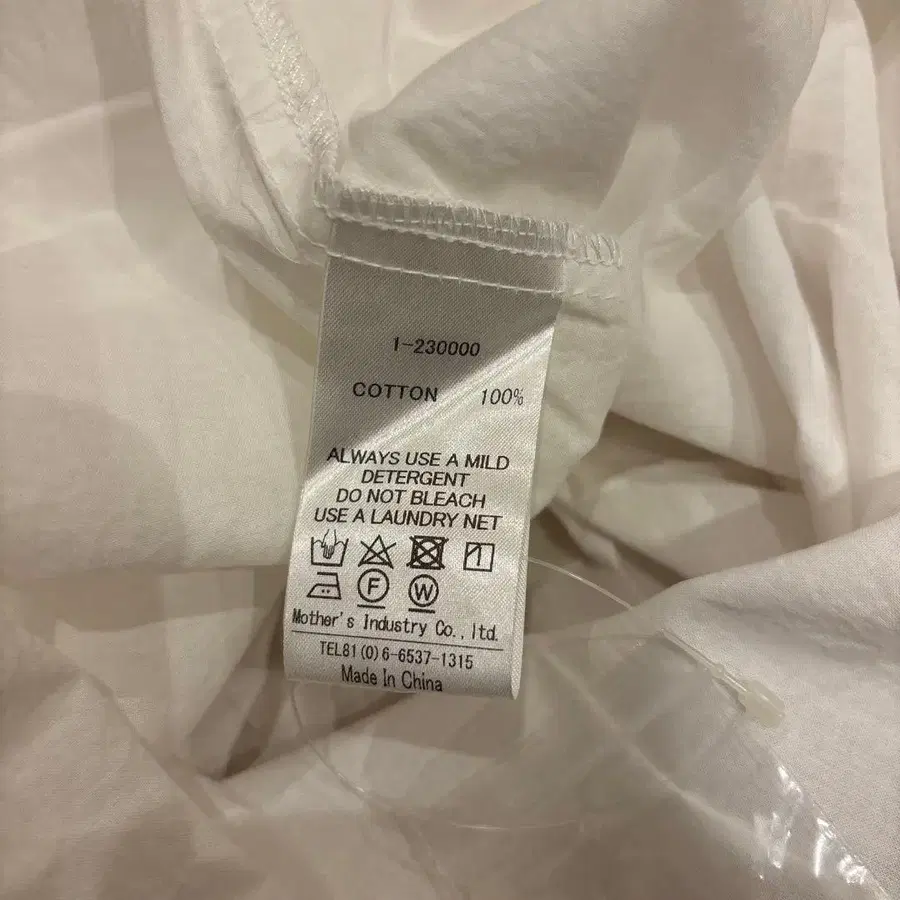 1-230000
COTTON 100%
ALWAYS USE A MILD
DETERGENT
DO NOT BLEACH
USE A LAUNDRY NET
F W
Mother's Industry Co., ltd.
TEL81(0)6-6537-1315
Made In China